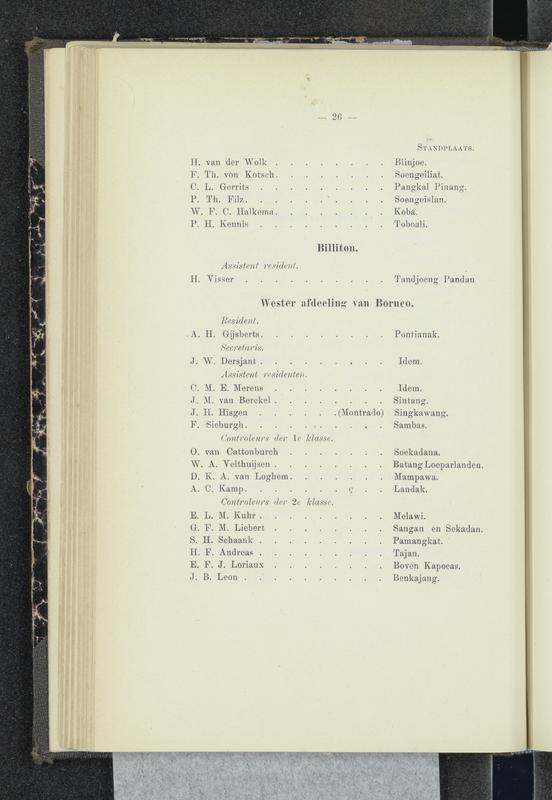 — 26 —
STANDPLAATS.
H. van der Wolk . . . . . . . . Blinjoe.
F. Th. von Kotsch. . . . . . . . Soengeiliat.
C. L. Gerrits . . . . . . . . . Pangkal Pinang.
P. Th. Filz. . . . . . . . . . Soengeislan.
W. F. C. Halkema. . . . . . . . Koba.
P. H. Kennis . . . . . . . . . Toboali.
Billiton.
Assistent resident.
H. Visser . . . . . . . . . . Tandjoeng Pandan
Wester afdeeling van Borneo.
Resident.
A. H. Gijsberts. . . . . . . . . Pontianak.
Secretaris.
J. W. Dersjant . . . . . . . . . Idem.
Assistent residenten.
C. M. E. Merens . . . . . . . . Idem.
J. M. van Berckel . . . . . . . . Sintang.
J. H. Hisgen . . . . . . (Montrado) Singkawang.
F. Sieburgh. . . . . . . . . . Sambas.
Controleurs der 1e klasse.
O. van Cattonburch . . . . . . . Soekadana.
W. A. Velthuijsen . . . . . . . . Batang Loeparlanden.
D. K. A. van Loghem. . . . . . . Mampawa.
A. C. Kamp. . . . . . . . . . Landak.
Controleurs der 2e klasse.
E. L. M. Kuhr . . . . . . . . . Melawi.
G. F. M. Liebert . . . . . . . . Sangan en Sekadan.
S. H. Schaank . . . . . . . . . Pamangkat.
H. F. Andreas . . . . . . . . . Tajan.
E. F. J. Loriaux . . . . . . . . Boven Kapoeas.
J. B. Leon . . . . . . . . . . Benkajang.